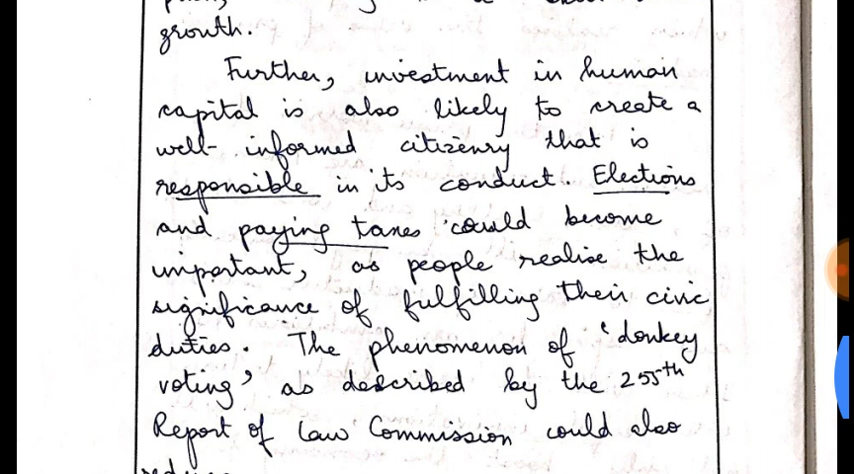 growth.
Further, investment in human
capital is also likely to create a
well-informed citizenry that is
responsible in its conduct. Elections
and paying taxes could become
important, as people realise the
significance of fulfilling their civic
duties. The phenomenon of 'donkey
voting' as described by the 255th
Report of Law Commission could also